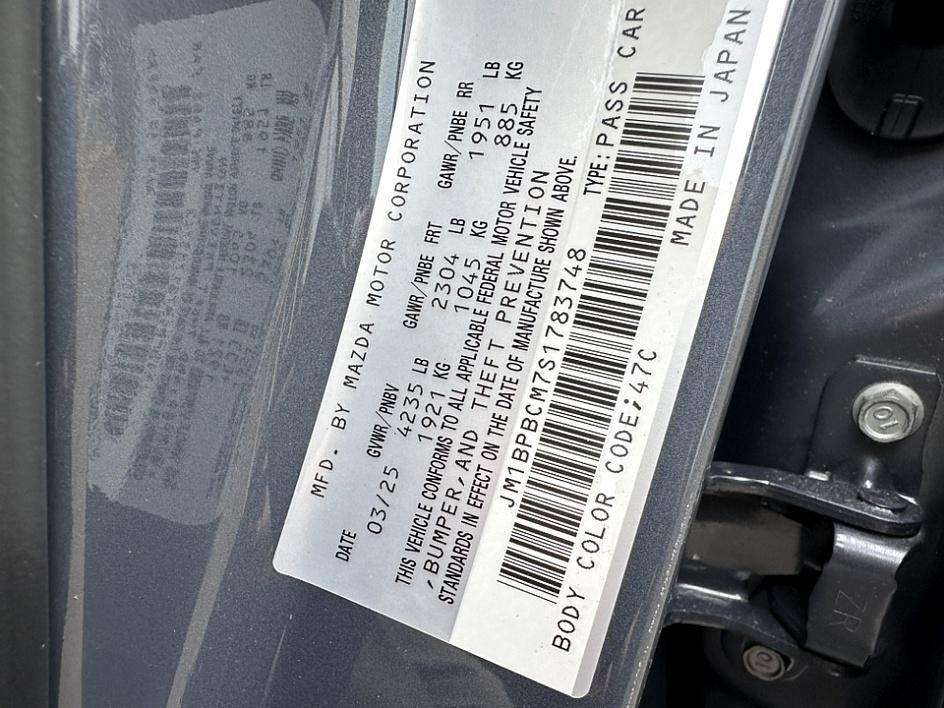 MFD. BY MAZDA MOTOR CORPORATION
DATE GVWR/PNBV GAWR/PNBE FRT GAWR/PNBE RR
03/25 4235 LB 2304 LB 1951 LB
1921 KG 1045 KG 885 KG
THIS VEHICLE CONFORMS TO ALL APPLICABLE FEDERAL MOTOR VEHICLE SAFETY
,BUMPER,AND THEFT PREVENTION
STANDARDS IN EFFECT ON THE DATE OF MANUFACTURE SHOWN ABOVE.
JM1BPBCM7S1783748 TYPE:PASS CAR
BODY COLOR CODE;47C MADE IN JAPAN
10
ZR
10